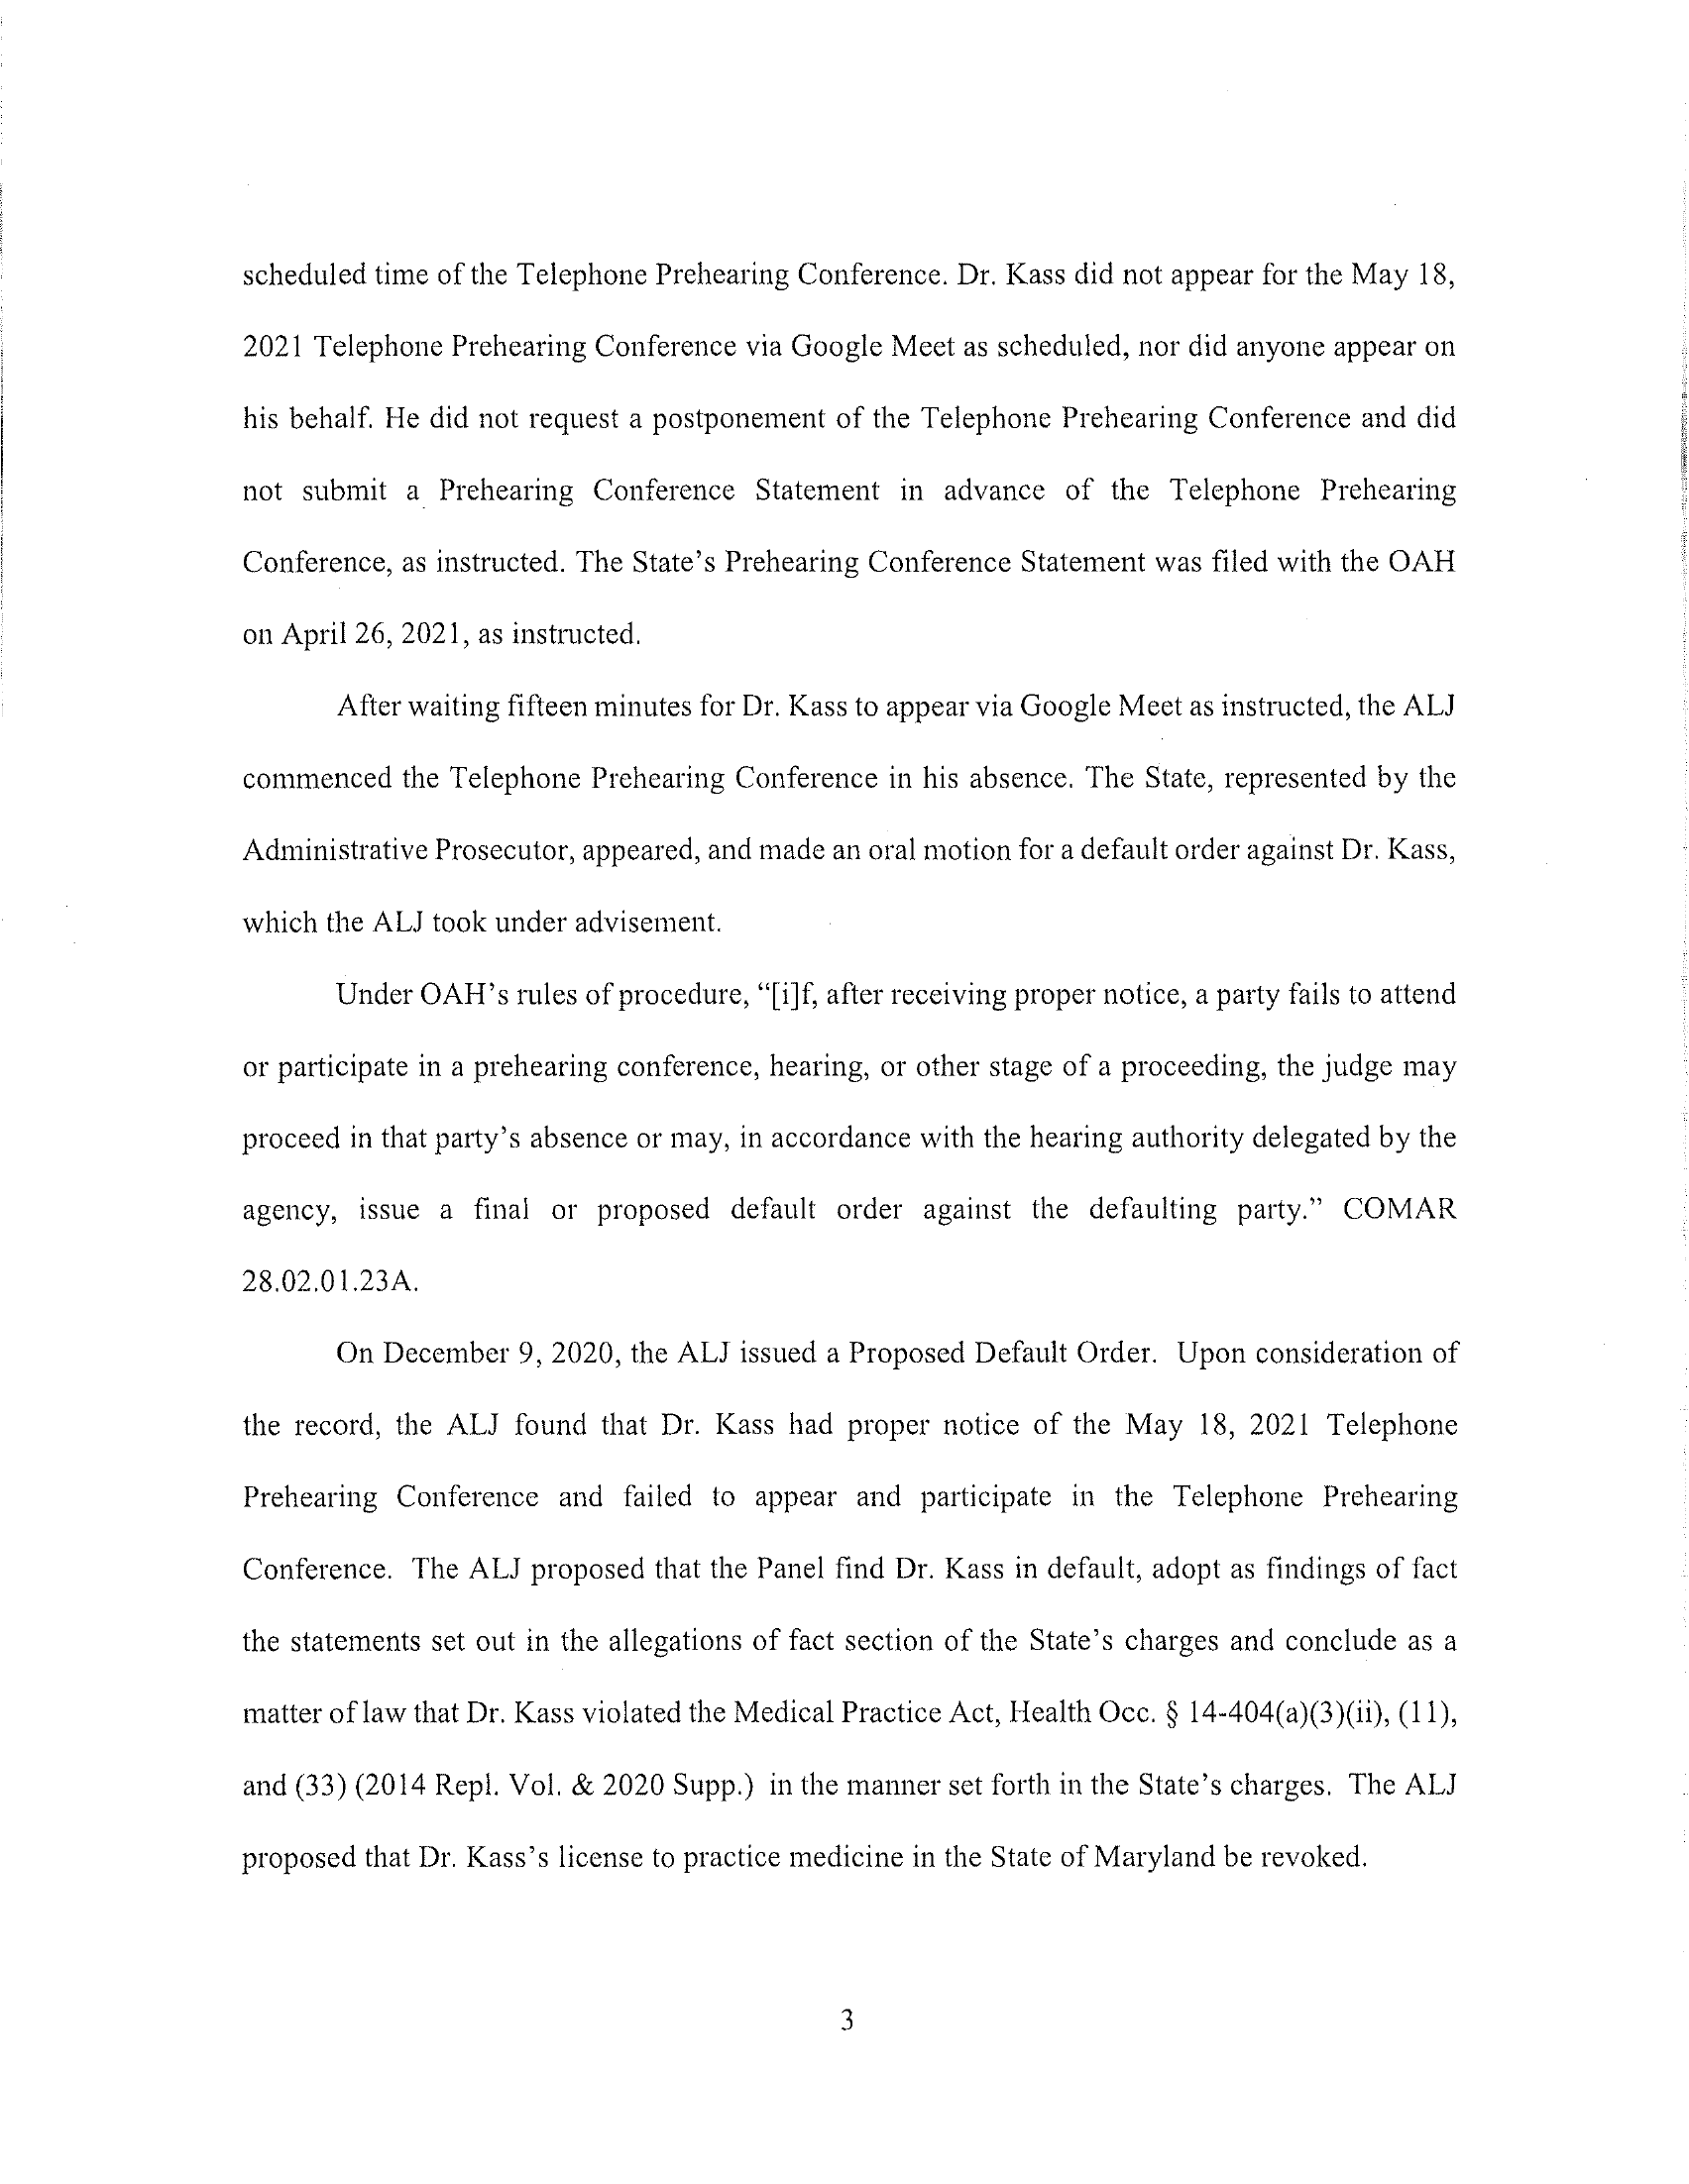 scheduled time of the Telephone Prehearing Conference. Dr. Kass did not appear for the May 18,
2021 Telephone Prehearing Conference via Google Meet as scheduled, nor did anyone appear on
his behalf. He did not request a postponement of the Telephone Prehearing Conference and did
not submit a Prehearing Conference Statement in advance of the Telephone Prehearing
Conference, as instructed. The State's Prehearing Conference Statement was filed with the OAH
on April 26, 2021, as instructed.
After waiting fifteen minutes for Dr. Kass to appear via Google Meet as instructed, the ALJ
commenced the Telephone Prehearing Conference in his absence. The State, represented by the
Administrative Prosecutor, appeared, and made an oral motion for a default order against Dr. Kass,
which the ALJ took under advisement.
Under OAH's rules of procedure, “[i]f, after receiving proper notice, a party fails to attend
or participate in a prehearing conference, hearing, or other stage of a proceeding, the judge may
proceed in that party's absence or may, in accordance with the hearing authority delegated by the
agency, issue a final or proposed default order against the defaulting party.” COMAR
28.02.01.23A.
On December 9, 2020, the ALJ issued a Proposed Default Order. Upon consideration of
the record, the ALJ found that Dr. Kass had proper notice of the May 18, 2021 Telephone
Prehearing Conference and failed to appear and participate in the Telephone Prehearing
Conference. The ALJ proposed that the Panel find Dr. Kass in default, adopt as findings of fact
the statements set out in the allegations of fact section of the State's charges and conclude as a
matter of law that Dr. Kass violated the Medical Practice Act, Health Occ. § 14-404(a)(3)(ii), (11),
and (33) (2014 Repl. Vol. & 2020 Supp.) in the manner set forth in the State's charges. The ALJ
proposed that Dr. Kass's license to practice medicine in the State of Maryland be revoked.
3